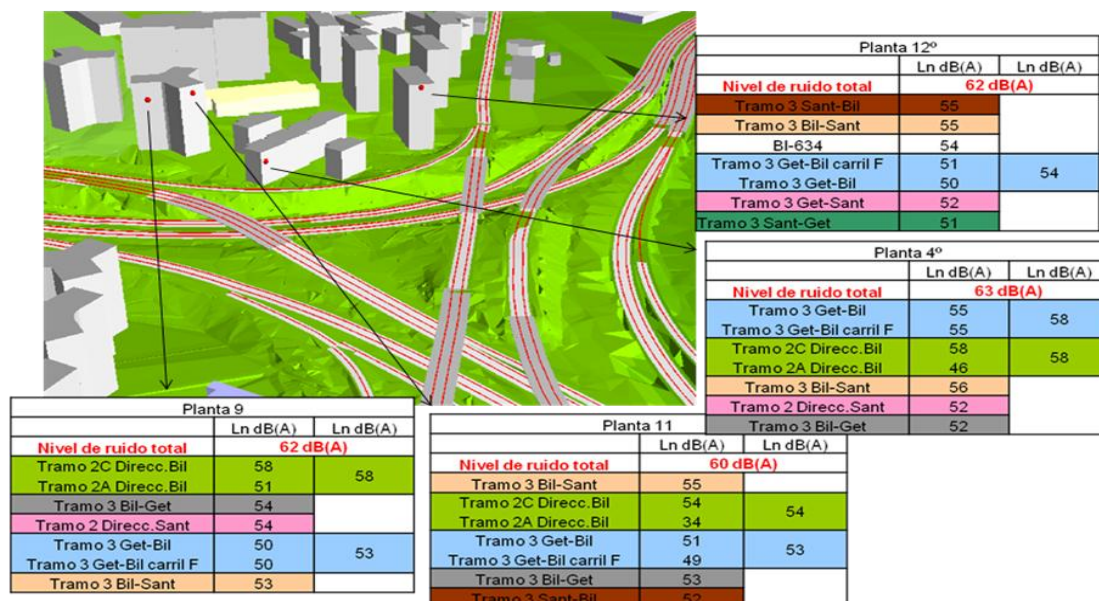 Planta 12º
Ln dB(A) Ln dB(A)
Nivel de ruido total 62 dB(A)
Tramo 3 Sant-Bil 55
Tramo 3 Bil-Sant 55
BI-634 54
Tramo 3 Get-Bil carril F 51
54
Tramo 3 Get-Bil 50
Tramo 3 Get-Sant 52
Tramo 3 Sant-Get 51
Planta 4º
Ln dB(A) Ln dB(A)
Nivel de ruido total 63 dB(A)
Tramo 3 Get-Bil 55
58
Tramo 3 Get-Bil carril F 55
Tramo 2C Direcc.Bil 58
58
Tramo 2A Direcc.Bil 46
Tramo 3 Bil-Sant 56
Tramo 2 Direcc.Sant 52
Tramo 3 Bil-Get 52
Planta 9
Ln dB(A) Ln dB(A)
Nivel de ruido total 62 dB(A)
Tramo 2C Direcc.Bil 58
58
Tramo 2A Direcc.Bil 51
Tramo 3 Bil-Get 54
Tramo 2 Direcc.Sant 54
Tramo 3 Get-Bil 50
53
Tramo 3 Get-Bil carril F 50
Tramo 3 Bil-Sant 53
Planta 11
Ln dB(A) Ln dB(A)
Nivel de ruido total 60 dB(A)
Tramo 3 Bil-Sant 55
Tramo 2C Direcc.Bil 54
54
Tramo 2A Direcc.Bil 34
Tramo 3 Get-Bil 51
53
Tramo 3 Get-Bil carril F 49
Tramo 3 Bil-Get 53
Tramo 3 Sant-Bil 52